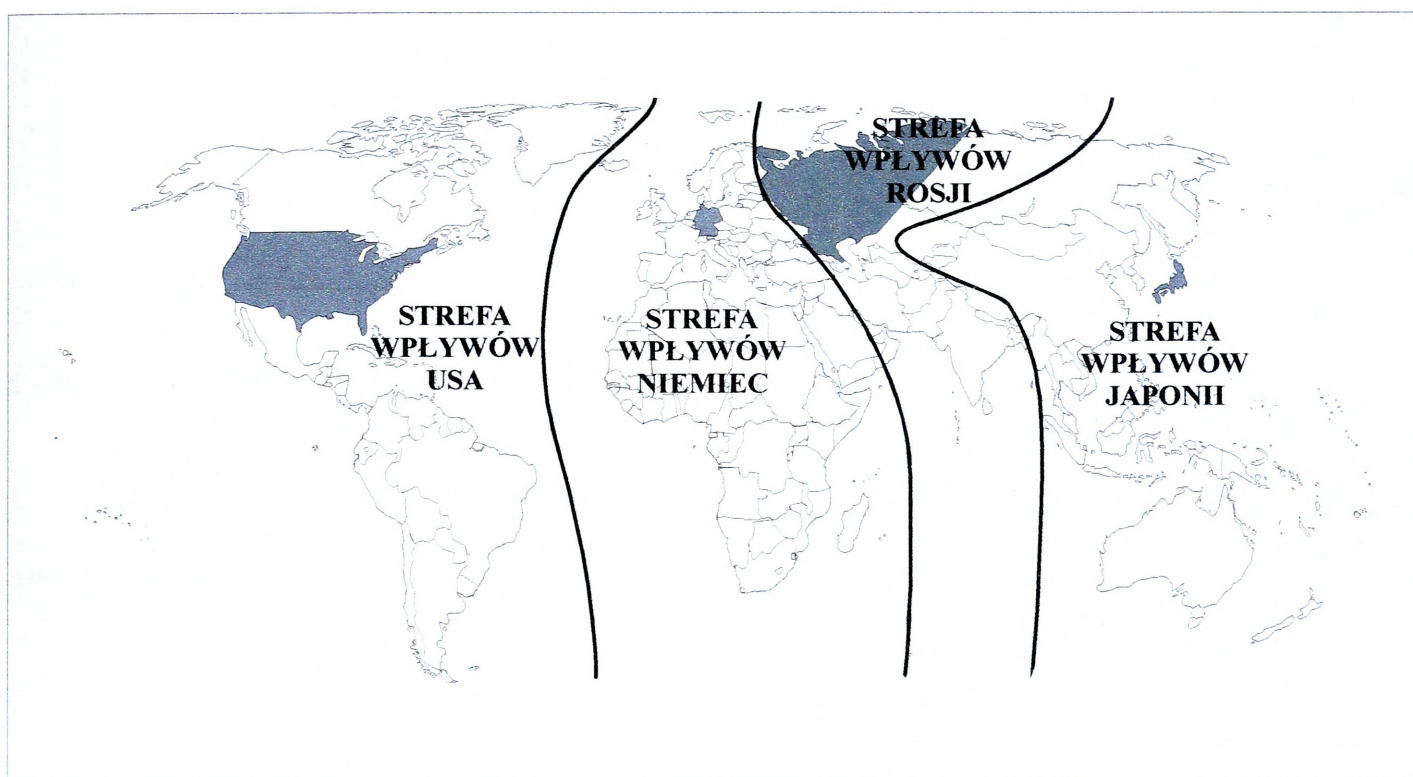 STREFA
WPŁYWÓW
USA
STREFA
WPŁYWÓW
NIEMIEC
STREFA
WPŁYWÓW
ROSJI
STREFA
WPŁYWÓW
JAPONII